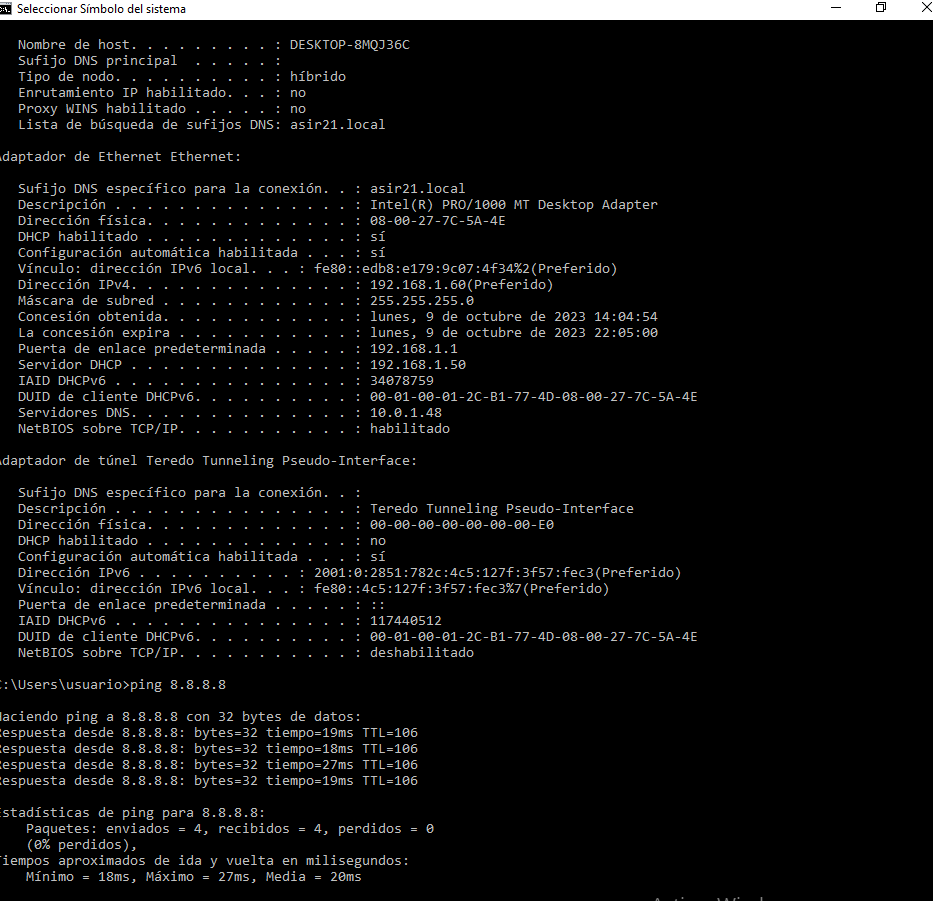 Seleccionar Símbolo del sistema
Nombre de host. . . . . . . . . : DESKTOP-8MQJ36C
Sufijo DNS principal  . . . . . :
Tipo de nodo. . . . . . . . . . : híbrido
Enrutamiento IP habilitado. . . : no
Proxy WINS habilitado . . . . . : no
Lista de búsqueda de sufijos DNS: asir21.local
daptador de Ethernet Ethernet:
Sufijo DNS específico para la conexión. . : asir21.local
Descripción . . . . . . . . . . . . . . . : Intel(R) PRO/1000 MT Desktop Adapter
Dirección física. . . . . . . . . . . . . : 08-00-27-7C-5A-4E
DHCP habilitado . . . . . . . . . . . . . : sí
Configuración automática habilitada . . . : sí
Vínculo: dirección IPv6 local. . . : fe80::edb8:e179:9c07:4f34%2(Preferido)
Dirección IPv4. . . . . . . . . . . . . . : 192.168.1.60(Preferido)
Máscara de subred . . . . . . . . . . . . : 255.255.255.0
Concesión obtenida. . . . . . . . . . . . : lunes, 9 de octubre de 2023 14:04:54
La concesión expira . . . . . . . . . . . : lunes, 9 de octubre de 2023 22:05:00
Puerta de enlace predeterminada . . . . . : 192.168.1.1
Servidor DHCP . . . . . . . . . . . . . . : 192.168.1.50
IAID DHCPv6 . . . . . . . . . . . . . . . : 34078759
DUID de cliente DHCPv6. . . . . . . . . . : 00-01-00-01-2C-B1-77-4D-08-00-27-7C-5A-4E
Servidores DNS. . . . . . . . . . . . . . : 10.0.1.48
NetBIOS sobre TCP/IP. . . . . . . . . . . : habilitado
daptador de túnel Teredo Tunneling Pseudo-Interface:
Sufijo DNS específico para la conexión. . :
Descripción . . . . . . . . . . . . . . . : Teredo Tunneling Pseudo-Interface
Dirección física. . . . . . . . . . . . . : 00-00-00-00-00-00-00-E0
DHCP habilitado . . . . . . . . . . . . . : no
Configuración automática habilitada . . . : sí
Dirección IPv6 . . . . . . . . . . : 2001:0:2851:782c:4c5:127f:3f57:fec3(Preferido)
Vínculo: dirección IPv6 local. . . : fe80::4c5:127f:3f57:fec3%7(Preferido)
Puerta de enlace predeterminada . . . . . : ::
IAID DHCPv6 . . . . . . . . . . . . . . . : 117440512
DUID de cliente DHCPv6. . . . . . . . . . : 00-01-00-01-2C-B1-77-4D-08-00-27-7C-5A-4E
NetBIOS sobre TCP/IP. . . . . . . . . . . : deshabilitado
C:\Users\usuario>ping 8.8.8.8
aciendo ping a 8.8.8.8 con 32 bytes de datos:
espuesta desde 8.8.8.8: bytes=32 tiempo=19ms TTL=106
espuesta desde 8.8.8.8: bytes=32 tiempo=18ms TTL=106
espuesta desde 8.8.8.8: bytes=32 tiempo=27ms TTL=106
espuesta desde 8.8.8.8: bytes=32 tiempo=19ms TTL=106
Estadísticas de ping para 8.8.8.8:
Paquetes: enviados = 4, recibidos = 4, perdidos = 0
(0% perdidos),
Tiempos aproximados de ida y vuelta en milisegundos:
Mínimo = 18ms, Máximo = 27ms, Media = 20ms